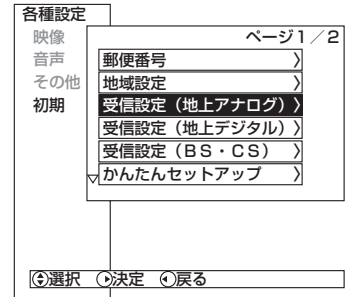 各種設定
映像
音声
その他
初期
ページ1／2
郵便番号
地域設定
受信設定（地上アナログ）
受信設定（地上デジタル）
受信設定（ＢＳ・ＣＳ）
かんたんセットアップ
選択 決定 戻る